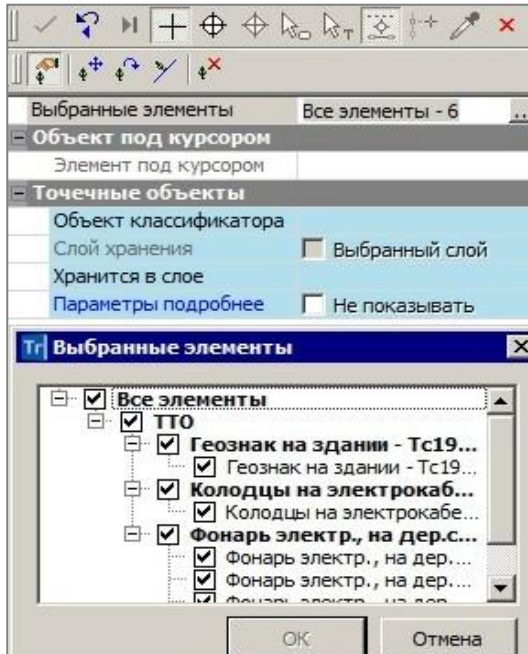 Выбранные элементы Все элементы - 6 ...
Объект под курсором
Элемент под курсором
Точечные объекты
Объект классификатора
Слой хранения Выбранный слой
Хранится в слое
Параметры подробнее Не показывать
Выбранные элементы
Все элементы
ТТО
Геознак на здании - Тс19...
Геознак на здании - Тс19...
Колодцы на электрокаб...
Колодцы на электрокабе...
Фонарь электр., на дер.с...
Фонарь электр., на дер....
Фонарь электр., на дер....
OK Отмена